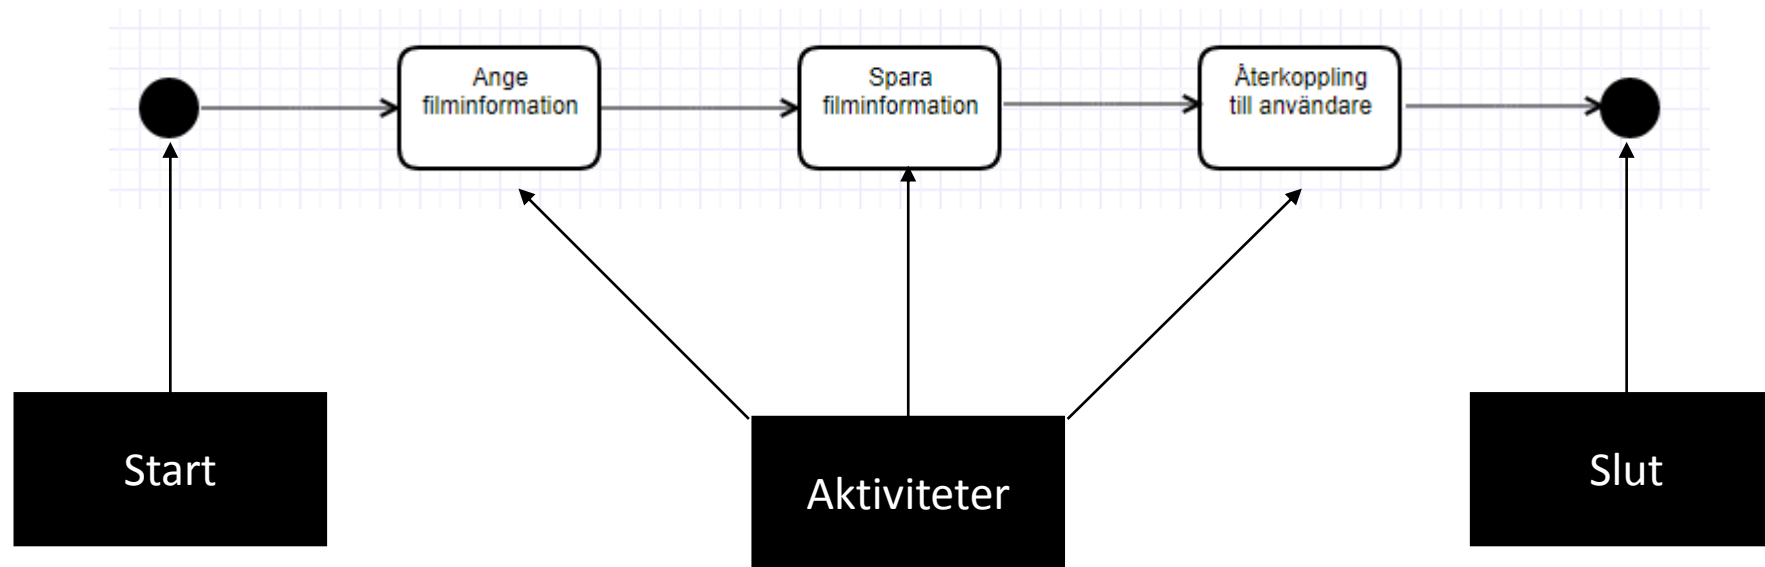 Ange
filminformation
Spara
filminformation
Återkoppling
till användare
Start
Aktiviteter
Slut